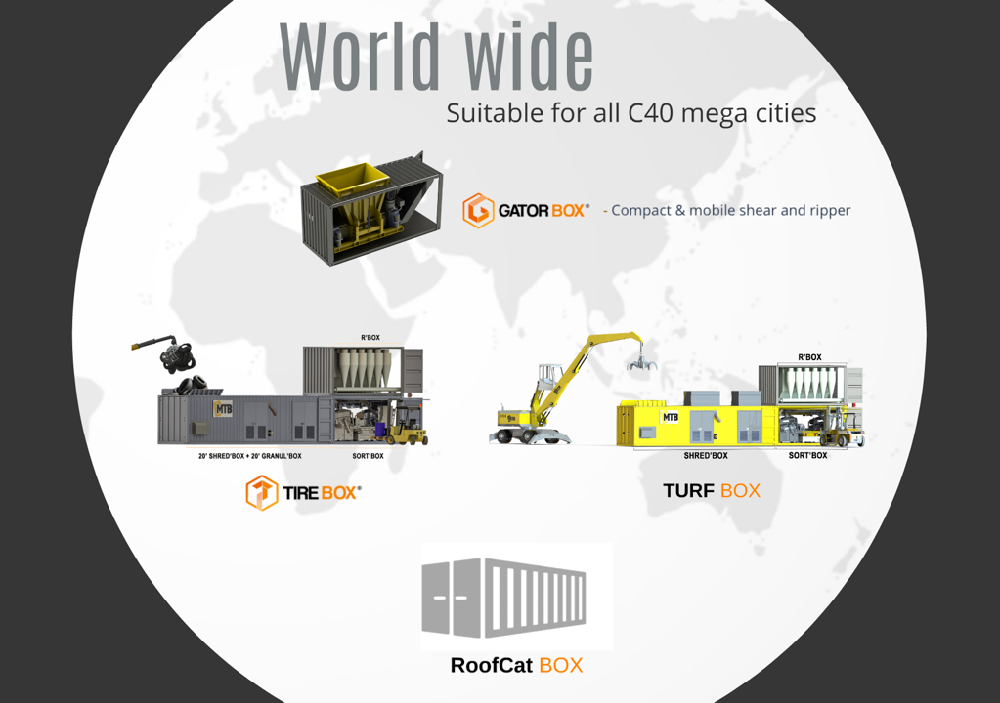 World wide
Suitable for all C40 mega cities
GATOR BOX® - Compact & mobile shear and ripper
R'BOX
MTB
20' SHRED'BOX + 20' GRANUL'BOX SORT'BOX
TIRE BOX®
R'BOX
MTB
SHRED'BOX SORT'BOX
TURF BOX
RoofCat BOX